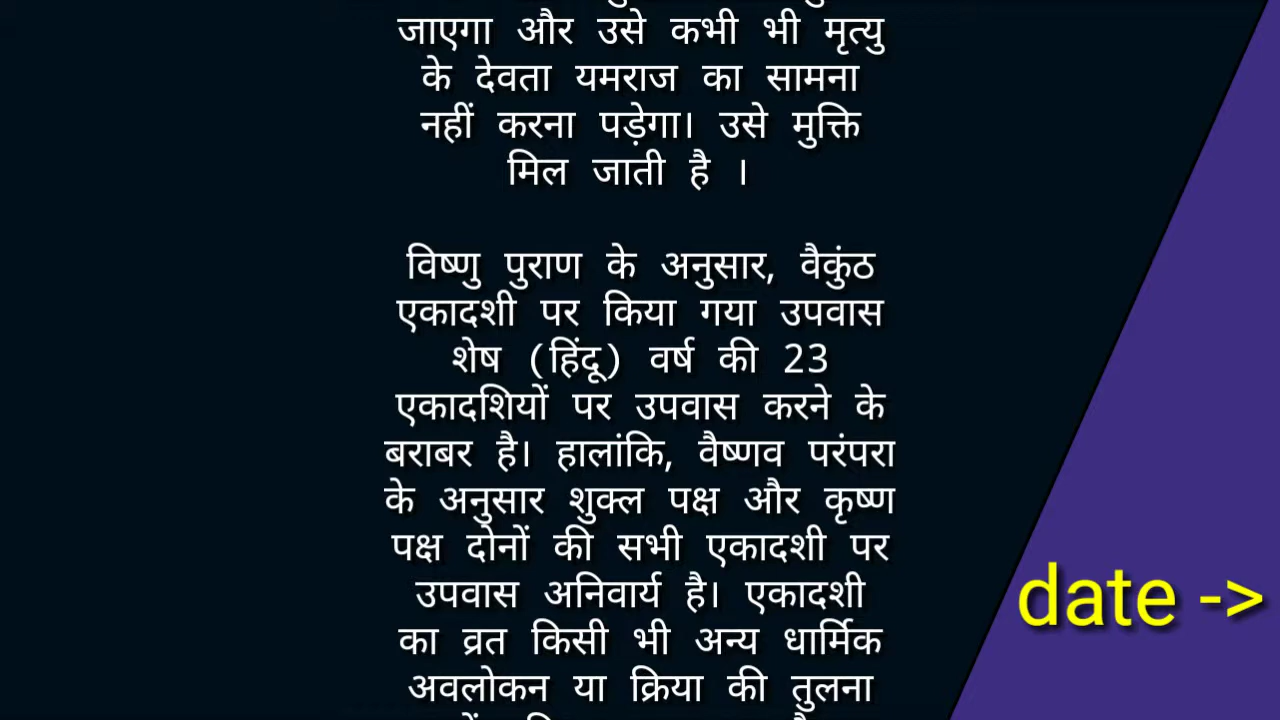 जाएगा और उसे कभी भी मृत्यु
के देवता यमराज का सामना
नहीं करना पड़ेगा। उसे मुक्ति
मिल जाती है ।
विष्णु पुराण के अनुसार, वैकुंठ
एकादशी पर किया गया उपवास
शेष (हिंदू) वर्ष की 23
एकादशियों पर उपवास करने के
बराबर है। हालांकि, वैष्णव परंपरा
के अनुसार शुक्ल पक्ष और कृष्ण
पक्ष दोनों की सभी एकादशी पर
उपवास अनिवार्य है। एकादशी
का व्रत किसी भी अन्य धार्मिक
अवलोकन या क्रिया की तुलना
date ->